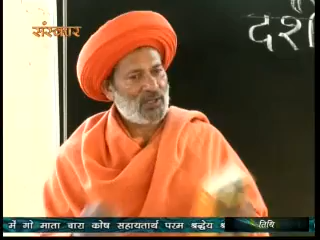 संस्कार
दर्श
में गो माता बारा कोष सहायतार्थ परम श्रद्धेय श्र
तिथि